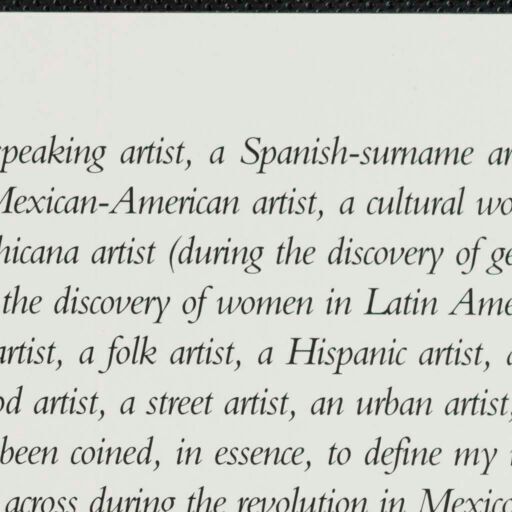 speaking artist, a Spanish-surname ar
Mexican-American artist, a cultural wo
hicana artist (during the discovery of ge
the discovery of women in Latin Ame
artist, a folk artist, a Hispanic artist, a
od artist, a street artist, an urban artist,
been coined, in essence, to define my
across during the revolution in Mexico